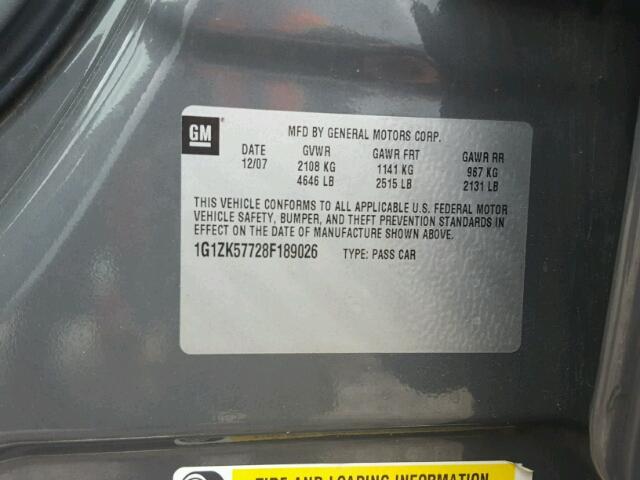 GM
MFD BY GENERAL MOTORS CORP.
DATE GVWR GAWR FRT GAWR RR
12/07 2108 KG 1141 KG 967 KG
4646 LB 2515 LB 2131 LB
THIS VEHICLE CONFORMS TO ALL APPLICABLE U.S. FEDERAL MOTOR
VEHICLE SAFETY, BUMPER, AND THEFT PREVENTION STANDARDS IN
EFFECT ON THE DATE OF MANUFACTURE SHOWN ABOVE.
1G1ZK57728F189026 TYPE: PASS CAR
TIRE AND LOADING INFORMATION